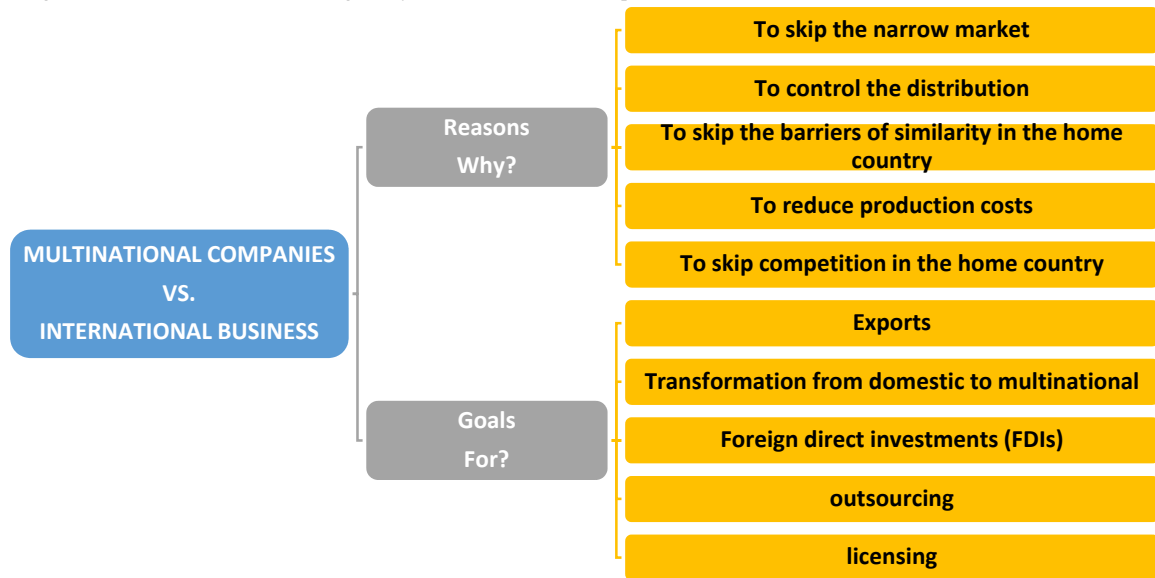 MULTINATIONAL COMPANIES
VS.
INTERNATIONAL BUSINESS
Reasons
Why?
To skip the narrow market
To control the distribution
To skip the barriers of similarity in the home
country
To reduce production costs
To skip competition in the home country
Goals
For?
Exports
Transformation from domestic to multinational
Foreign direct investments (FDIs)
outsourcing
licensing